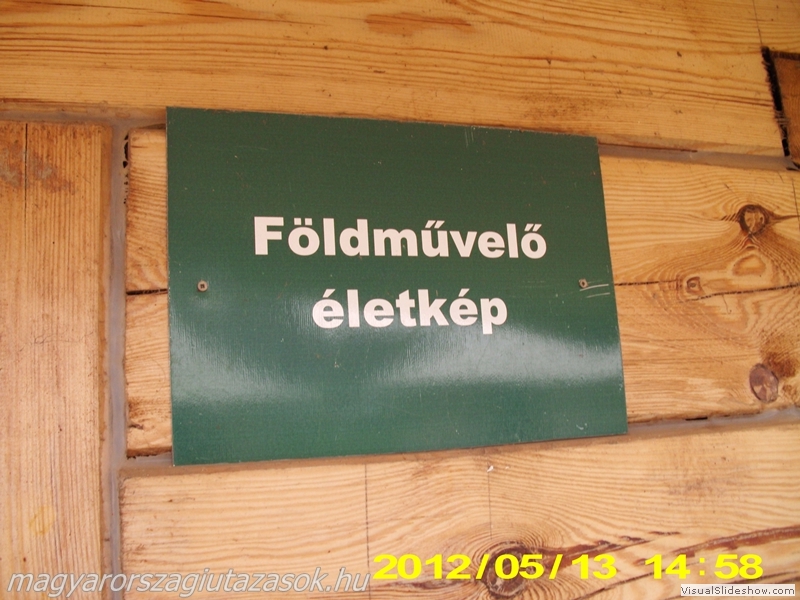 Földművelő
életkép
magyarorszagiutazasok.hu
2012/05/13 14:58
VisualSlideshow.com